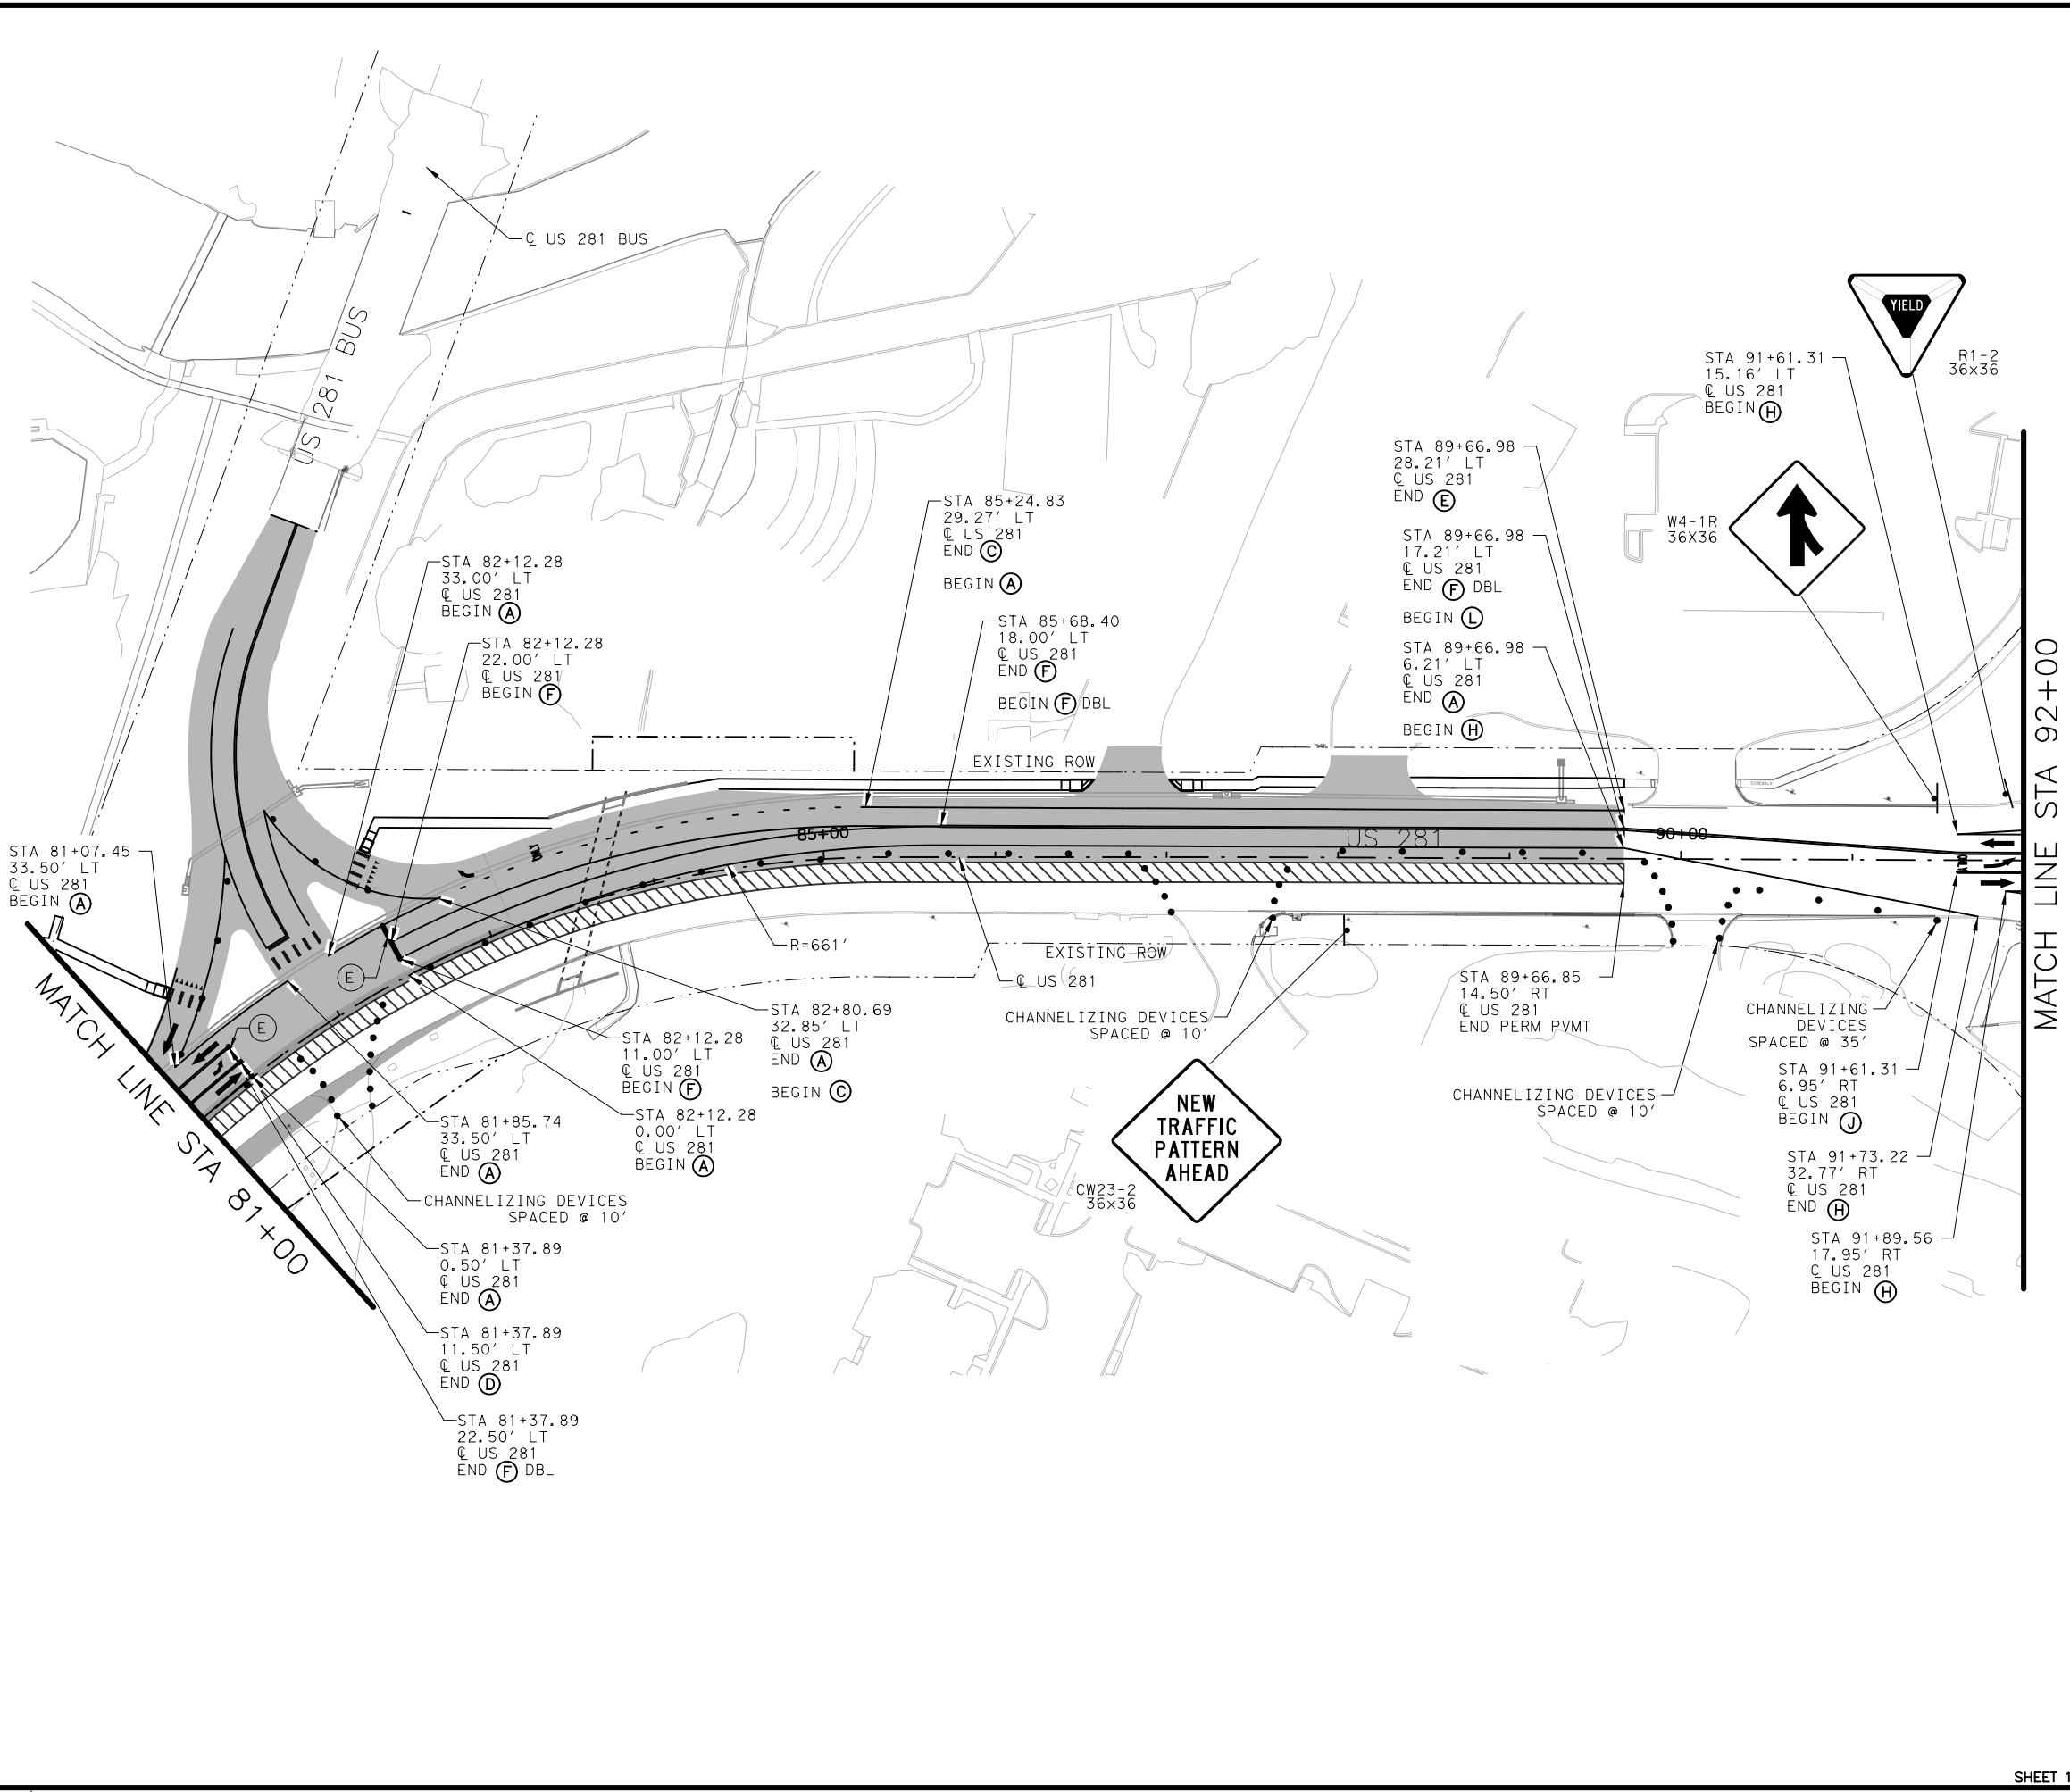 ℄ US 281 BUS
US 281 BUS
YIELD
R1-2
36x36
STA 91+61.31
15.16' LT
℄ US 281
BEGIN Ⓗ
STA 89+66.98
28.21' LT
℄ US 281
END Ⓔ
W4-1R
36X36
STA 85+24.83
29.27' LT
℄ US 281
END Ⓒ
BEGIN Ⓐ
STA 89+66.98
17.21' LT
℄ US 281
END Ⓕ DBL
BEGIN Ⓛ
STA 82+12.28
33.00' LT
℄ US 281
BEGIN Ⓐ
STA 85+68.40
18.00' LT
℄ US 281
END Ⓕ
BEGIN Ⓕ DBL
STA 82+12.28
22.00' LT
℄ US 281
BEGIN Ⓕ
STA 89+66.98
6.21' LT
℄ US 281
END Ⓐ
BEGIN Ⓗ
MATCH LINE STA 92+00
EXISTING ROW
SIDEWALK
85+00
US 281
90+00
STA 81+07.45
33.50' LT
℄ US 281
BEGIN Ⓐ
R=661'
EXISTING ROW
℄ US 281
Ⓔ
Ⓔ
MATCH LINE STA 81+00
CHANNELIZING DEVICES
SPACED @ 10'
STA 89+66.85
14.50' RT
℄ US 281
END PERM PVMT
CHANNELIZING
DEVICES
SPACED @ 35'
STA 82+80.69
32.85' LT
℄ US 281
END Ⓐ
BEGIN Ⓒ
STA 82+12.28
11.00' LT
℄ US 281
BEGIN Ⓕ
STA 91+61.31
6.95' RT
℄ US 281
BEGIN Ⓙ
CHANNELIZING DEVICES
SPACED @ 10'
NEW
TRAFFIC
PATTERN
AHEAD
CW23-2
36x36
STA 81+85.74
33.50' LT
℄ US 281
END Ⓐ
STA 82+12.28
0.00' LT
℄ US 281
BEGIN Ⓐ
STA 91+73.22
32.77' RT
℄ US 281
END Ⓗ
CHANNELIZING DEVICES
SPACED @ 10'
STA 91+89.56
17.95' RT
℄ US 281
BEGIN Ⓗ
STA 81+37.89
0.50' LT
℄ US 281
END Ⓐ
STA 81+37.89
11.50' LT
℄ US 281
END Ⓓ
STA 81+37.89
22.50' LT
℄ US 281
END Ⓕ DBL
SHEET 1